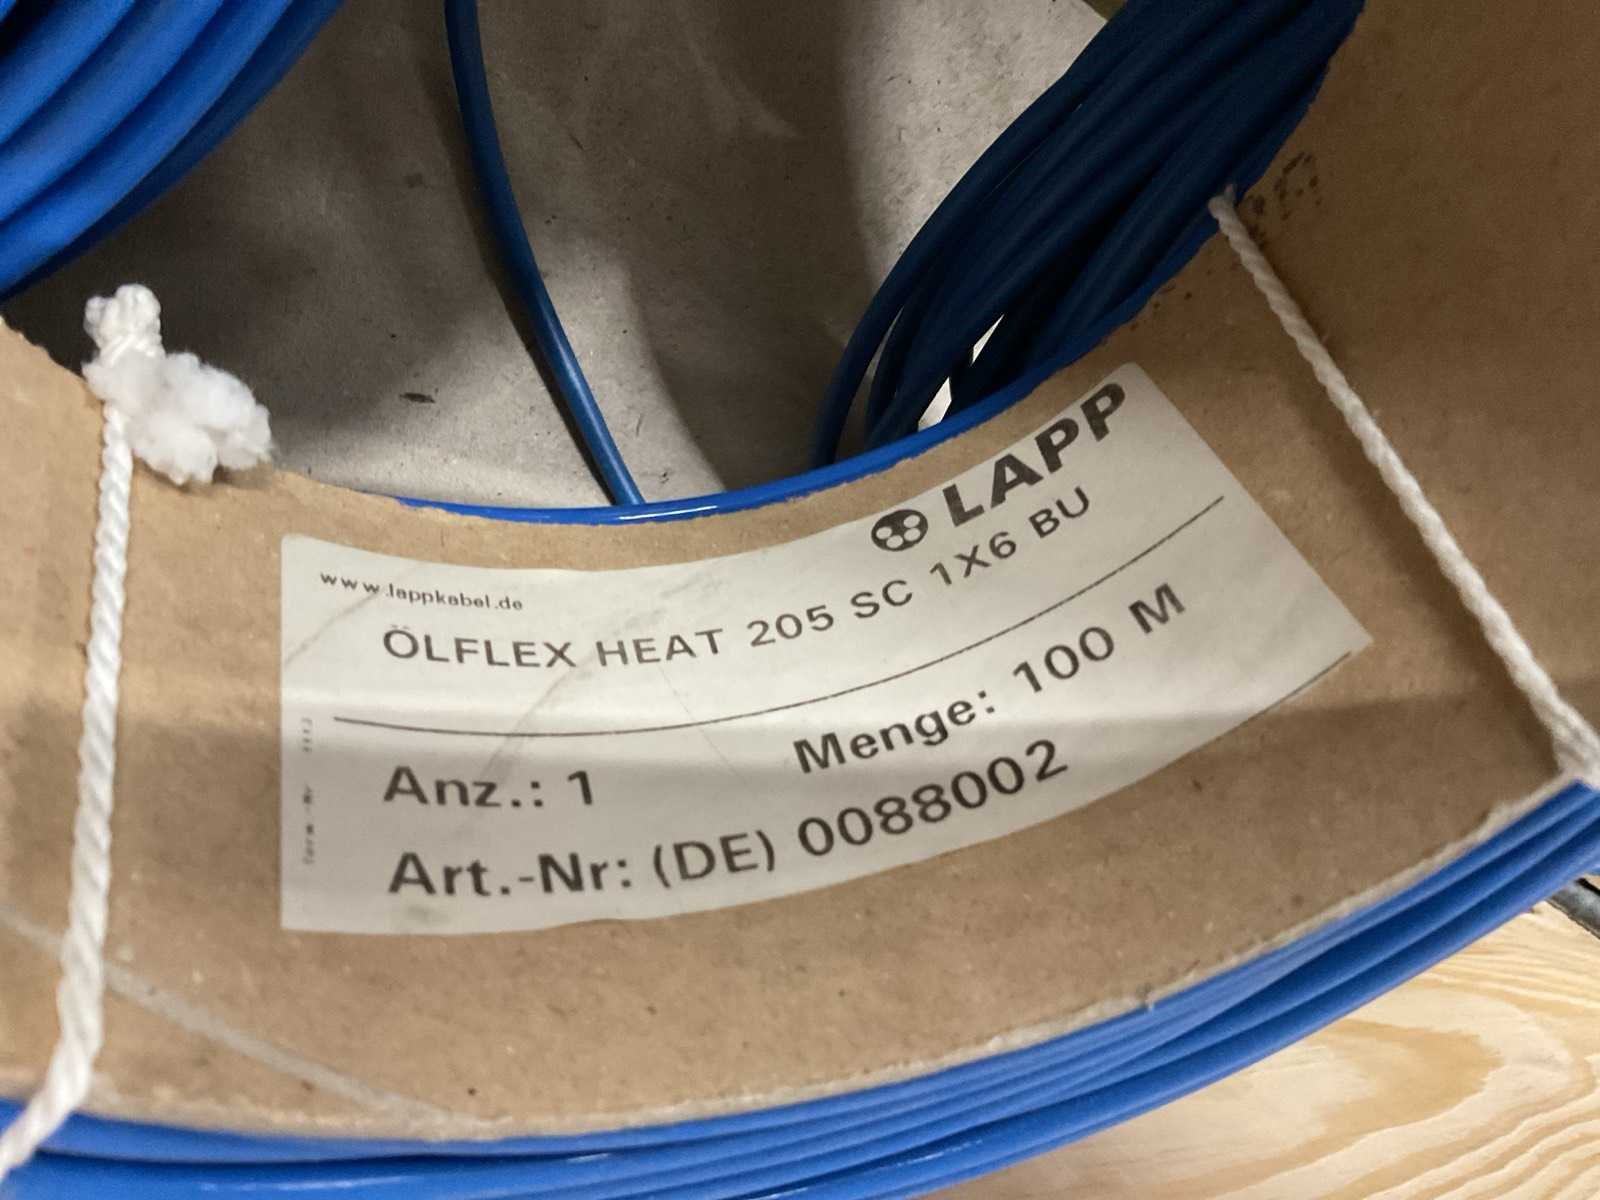 LAPP
www.lappkabel.de
ÖLFLEX HEAT 205 SC 1X6 BU
Anz.: 1 Menge: 100 M
Art.-Nr: (DE) 0088002